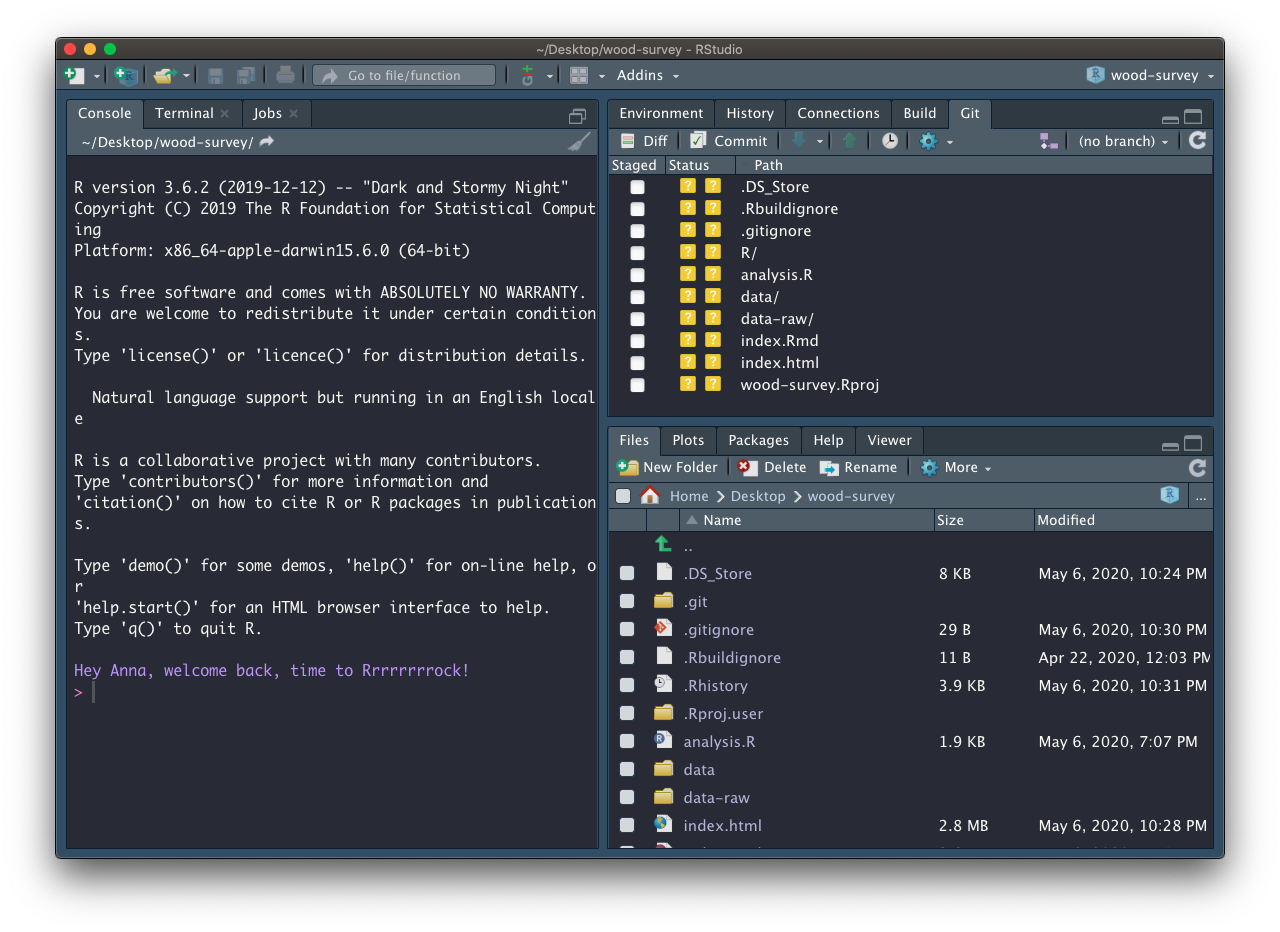 ~/Desktop/wood-survey - RStudio
Go to file/function
Addins
wood-survey
Console Terminal Jobs
~/Desktop/wood-survey/
R version 3.6.2 (2019-12-12) -- "Dark and Stormy Night"
Copyright (C) 2019 The R Foundation for Statistical Comput
ing
Platform: x86_64-apple-darwin15.6.0 (64-bit)
R is free software and comes with ABSOLUTELY NO WARRANTY.
You are welcome to redistribute it under certain condition
s.
Type 'license()' or 'licence()' for distribution details.
Natural language support but running in an English local
e
R is a collaborative project with many contributors.
Type 'contributors()' for more information and
'citation()' on how to cite R or R packages in publication
s.
Type 'demo()' for some demos, 'help()' for on-line help, o
r
'help.start()' for an HTML browser interface to help.
Type 'q()' to quit R.
Hey Anna, welcome back, time to Rrrrrrrrock!
>
Environment History Connections Build Git
Diff Commit (no branch)
Staged Status Path
? ? .DS_Store
? ? .Rbuildignore
? ? .gitignore
? ? R/
? ? analysis.R
? ? data/
? ? data-raw/
? ? index.Rmd
? ? index.html
? ? wood-survey.Rproj
Files Plots Packages Help Viewer
New Folder Delete Rename More
Home Desktop wood-survey ...
Name Size Modified
..
.DS_Store 8 KB May 6, 2020, 10:24 PM
.git
.gitignore 29 B May 6, 2020, 10:30 PM
.Rbuildignore 11 B Apr 22, 2020, 12:03 PM
.Rhistory 3.9 KB May 6, 2020, 10:31 PM
.Rproj.user
analysis.R 1.9 KB May 6, 2020, 7:07 PM
data
data-raw
index.html 2.8 MB May 6, 2020, 10:28 PM